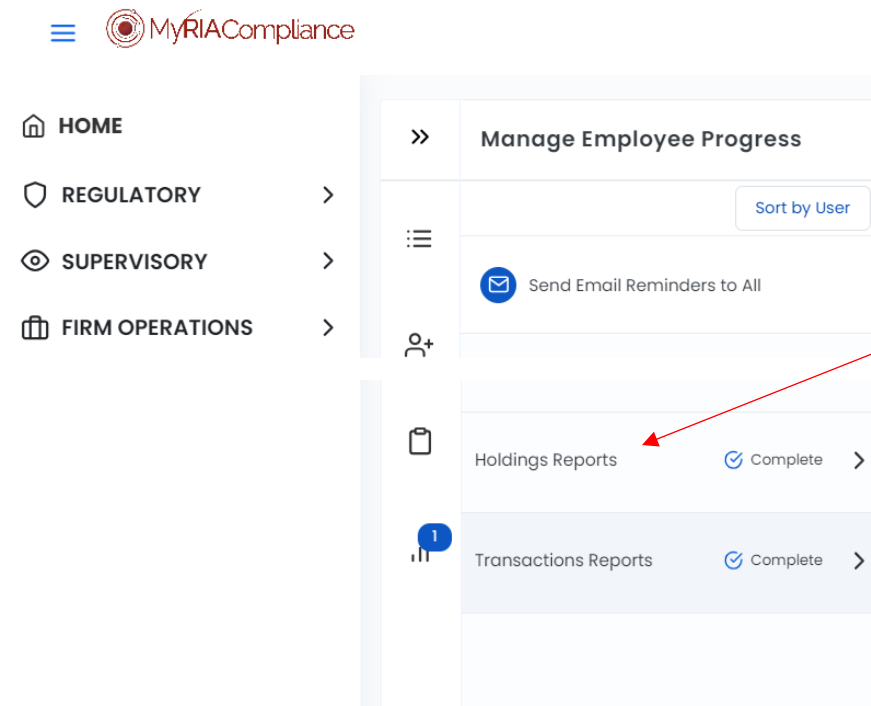 MyRIACompliance
HOME
REGULATORY
SUPERVISORY
FIRM OPERATIONS
Manage Employee Progress
Sort by User
Send Email Reminders to All
Holdings Reports Complete
1
Transactions Reports Complete